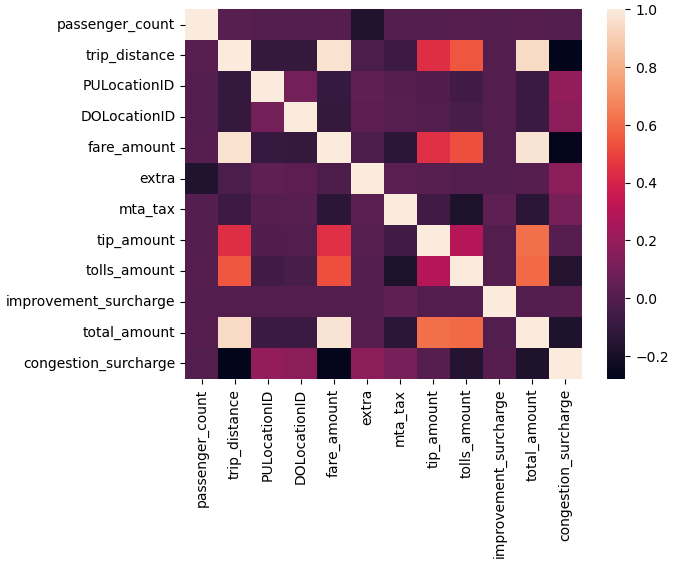 passenger_count
trip_distance
PULocationID
DOLocationID
fare_amount
extra
mta_tax
tip_amount
tolls_amount
improvement_surcharge
total_amount
congestion_surcharge
passenger_count
trip_distance
PULocationID
DOLocationID
fare_amount
extra
mta_tax
tip_amount
tolls_amount
improvement_surcharge
total_amount
congestion_surcharge
1.0
0.8
0.6
0.4
0.2
0.0
−0.2